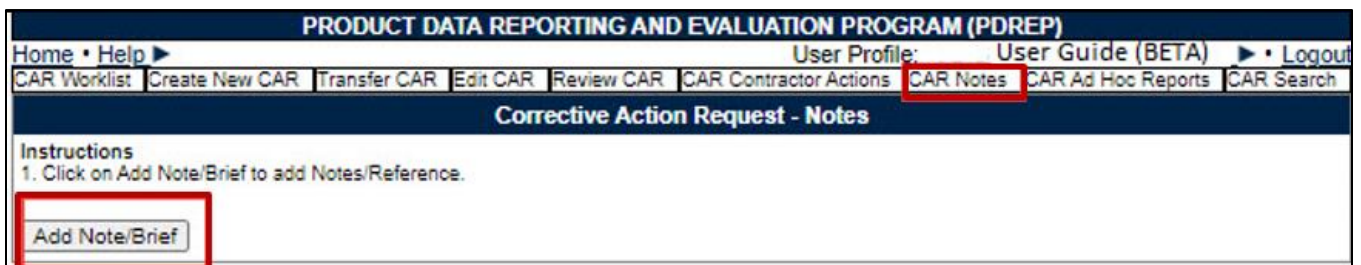 PRODUCT DATA REPORTING AND EVALUATION PROGRAM (PDREP)
Home • Help ► User Profile: User Guide (BETA) ► • Logout
CAR Worklist Create New CAR Transfer CAR Edit CAR Review CAR CAR Contractor Actions CAR Notes CAR Ad Hoc Reports CAR Search
Corrective Action Request - Notes
Instructions
1. Click on Add Note/Brief to add Notes/Reference.
Add Note/Brief